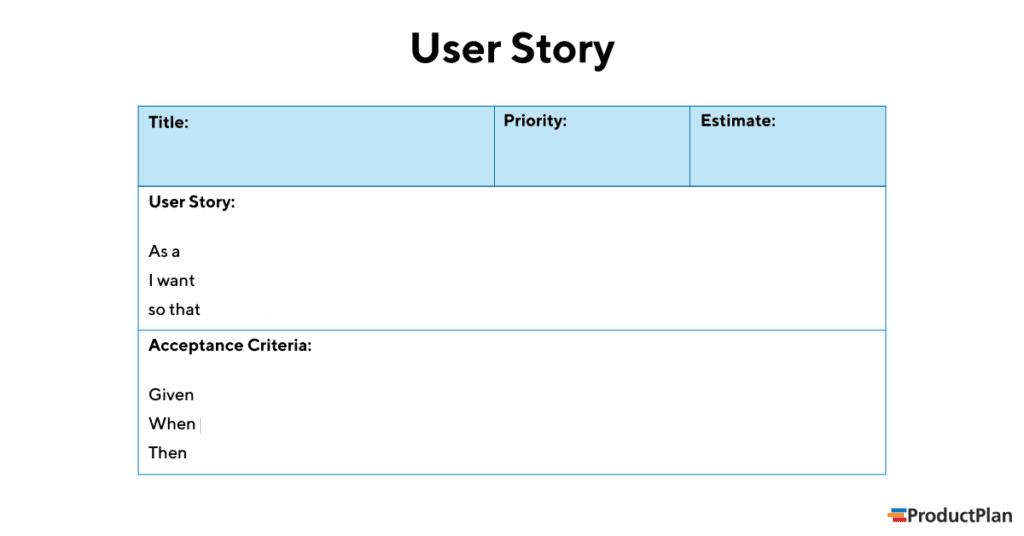 User Story
Title:
Priority:
Estimate:
User Story:
As a
I want
so that
Acceptance Criteria:
Given
When
Then
ProductPlan